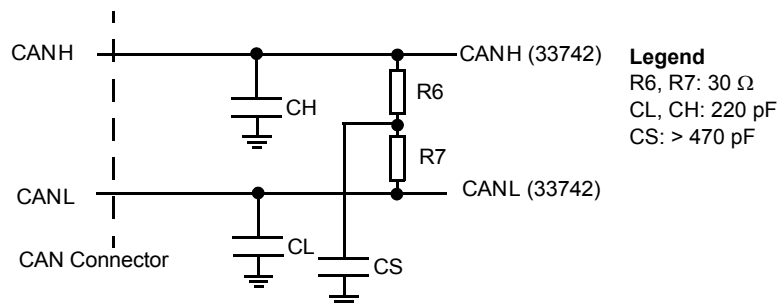 CANH
CANH (33742)
Legend
R6, R7: 30 Ω
CL, CH: 220 pF
CS: > 470 pF
R6
CH
R7
CANL
CANL (33742)
CL
CS
CAN Connector